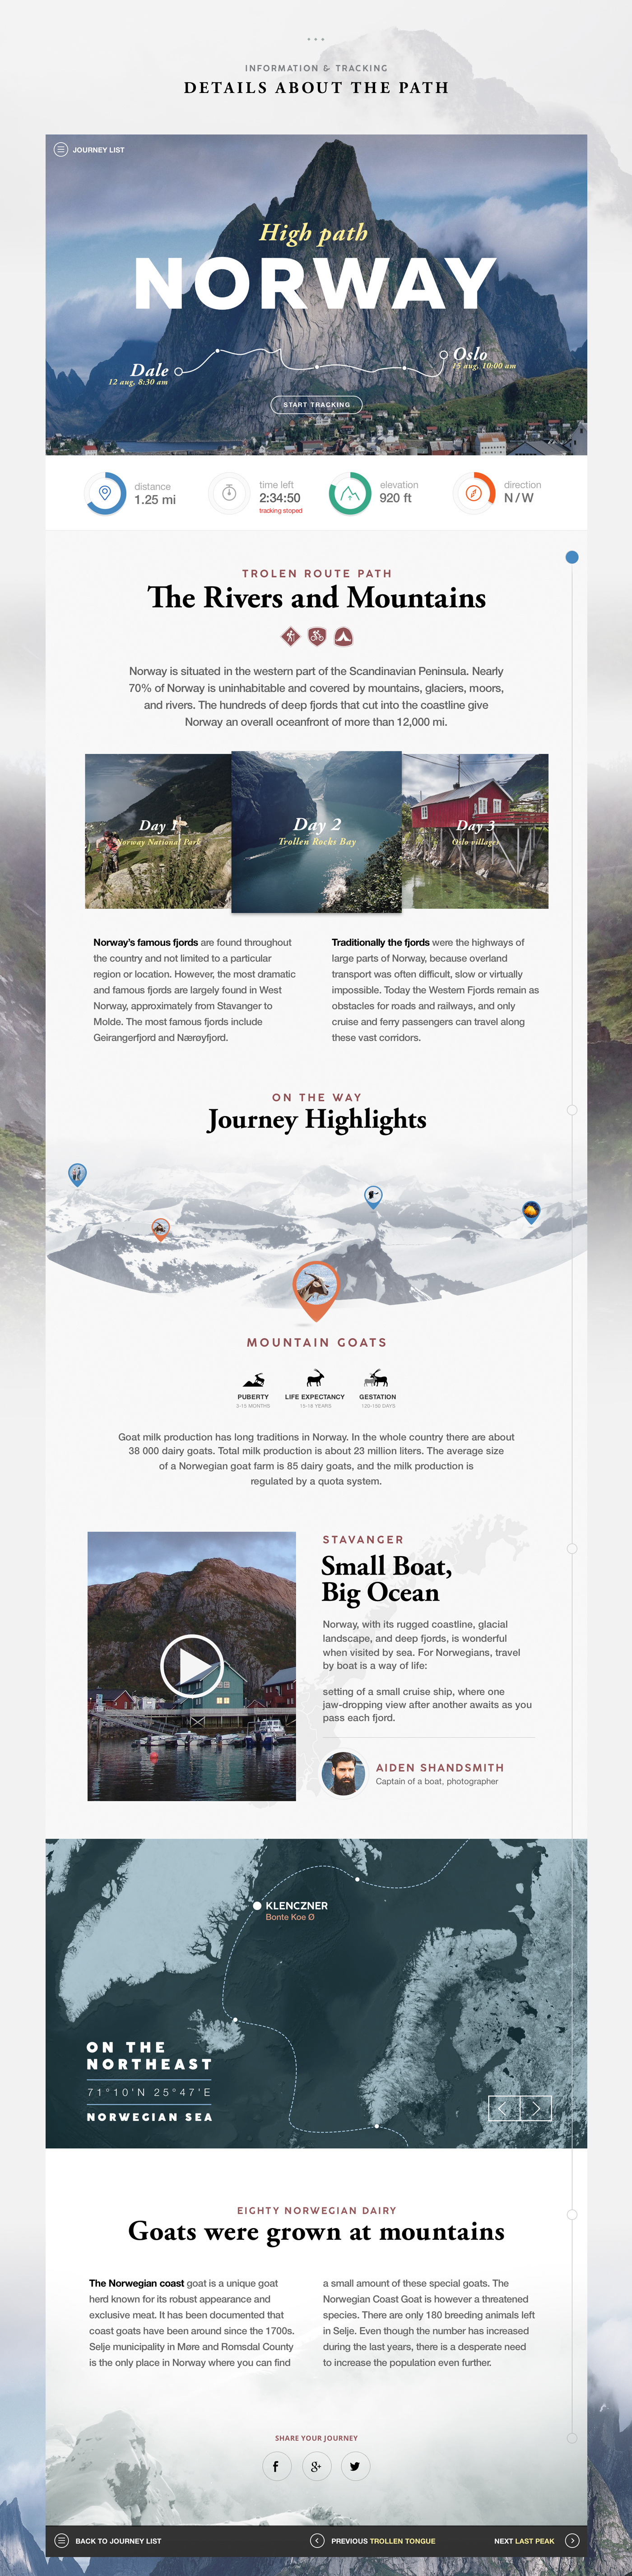 INFORMATION & TRACKING
DETAILS ABOUT THE PATH
JOURNEY LIST
High path
NORWAY
Dale
12 aug, 8:30 am
Oslo
15 aug, 10:00 am
START TRACKING
distance
1.25 mi
time left
2:34:50
tracking stoped
elevation
920 ft
direction
N / W
TROLEN ROUTE PATH
The Rivers and Mountains
Norway is situated in the western part of the Scandinavian Peninsula. Nearly
70% of Norway is uninhabitable and covered by mountains, glaciers, moors,
and rivers. The hundreds of deep fjords that cut into the coastline give
Norway an overall oceanfront of more than 12,000 mi.
Day 1
Norway National Park
Day 2
Trollen Rocks Bay
Day 3
Oslo villages
Norway's famous fjords are found throughout
the country and not limited to a particular
region or location. However, the most dramatic
and famous fjords are largely found in West
Norway, approximately from Stavanger to
Molde. The most famous fjords include
Geirangerfjord and Nærøyfjord.
Traditionally the fjords were the highways of
large parts of Norway, because overland
transport was often difficult, slow or virtually
impossible. Today the Western Fjords remain as
obstacles for roads and railways, and only
cruise and ferry passengers can travel along
these vast corridors.
ON THE WAY
Journey Highlights
MOUNTAIN GOATS
PUBERTY
3-15 MONTHS
LIFE EXPECTANCY
15-18 YEARS
GESTATION
120-150 DAYS
Goat milk production has long traditions in Norway. In the whole country there are about
38 000 dairy goats. Total milk production is about 23 million liters. The average size
of a Norwegian goat farm is 85 dairy goats, and the milk production is
regulated by a quota system.
STAVANGER
Small Boat,
Big Ocean
Norway, with its rugged coastline, glacial
landscape, and deep fjords, is wonderful
when visited by sea. For Norwegians, travel
by boat is a way of life:
setting of a small cruise ship, where one
jaw-dropping view after another awaits as you
pass each fjord.
AIDEN SHANDSMITH
Captain of a boat, photographer
KLENCZNER
Bonte Koe Ø
ON THE
NORTHEAST
71°10'N 25°47'E
NORWEGIAN SEA
EIGHTY NORWEGIAN DAIRY
Goats were grown at mountains
The Norwegian coast goat is a unique goat
herd known for its robust appearance and
exclusive meat. It has been documented that
coast goats have been around since the 1700s.
Selje municipality in Møre and Romsdal County
is the only place in Norway where you can find
a small amount of these special goats. The
Norwegian Coast Goat is however a threatened
species. There are only 180 breeding animals left
in Selje. Even though the number has increased
during the last years, there is a desperate need
to increase the population even further.
SHARE YOUR JOURNEY
f
g+
BACK TO JOURNEY LIST
PREVIOUS TROLLEN TONGUE
NEXT LAST PEAK